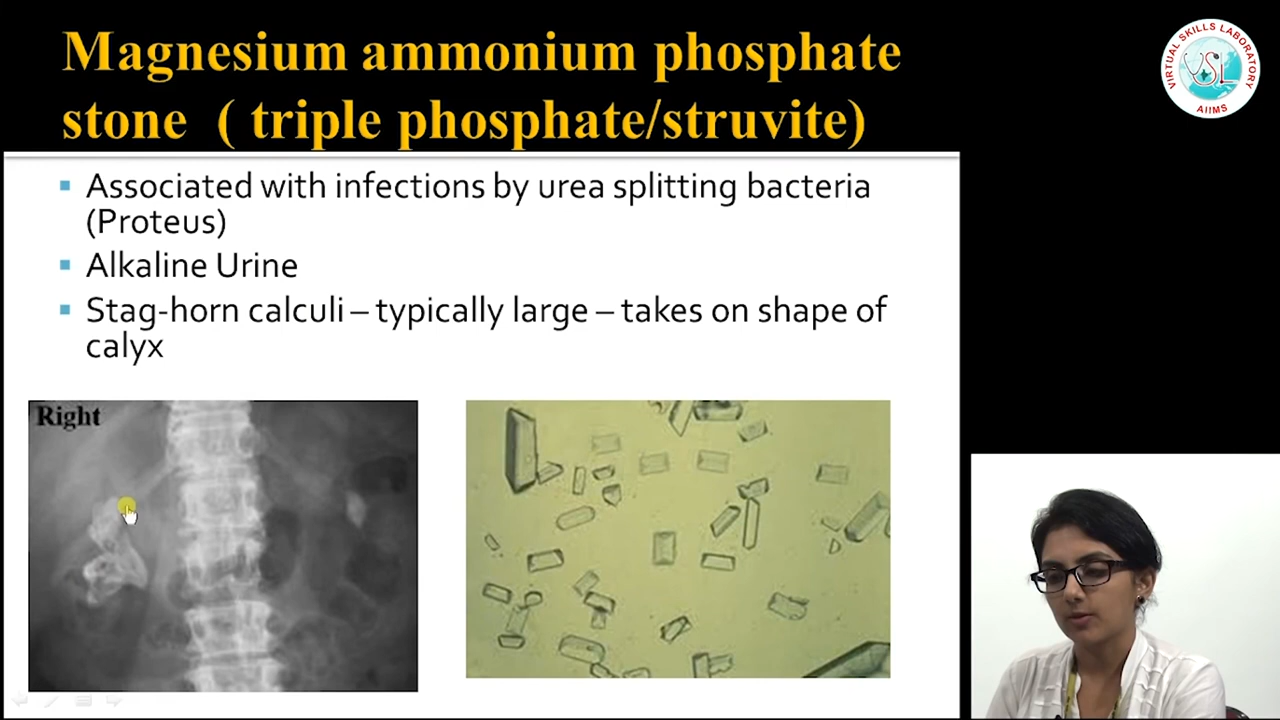 Magnesium ammonium phosphate
stone ( triple phosphate/struvite)
VIRTUAL SKILLS LABORATORY
VSL
AIIMS
Associated with infections by urea splitting bacteria
(Proteus)
Alkaline Urine
Stag-horn calculi – typically large – takes on shape of
calyx
Right